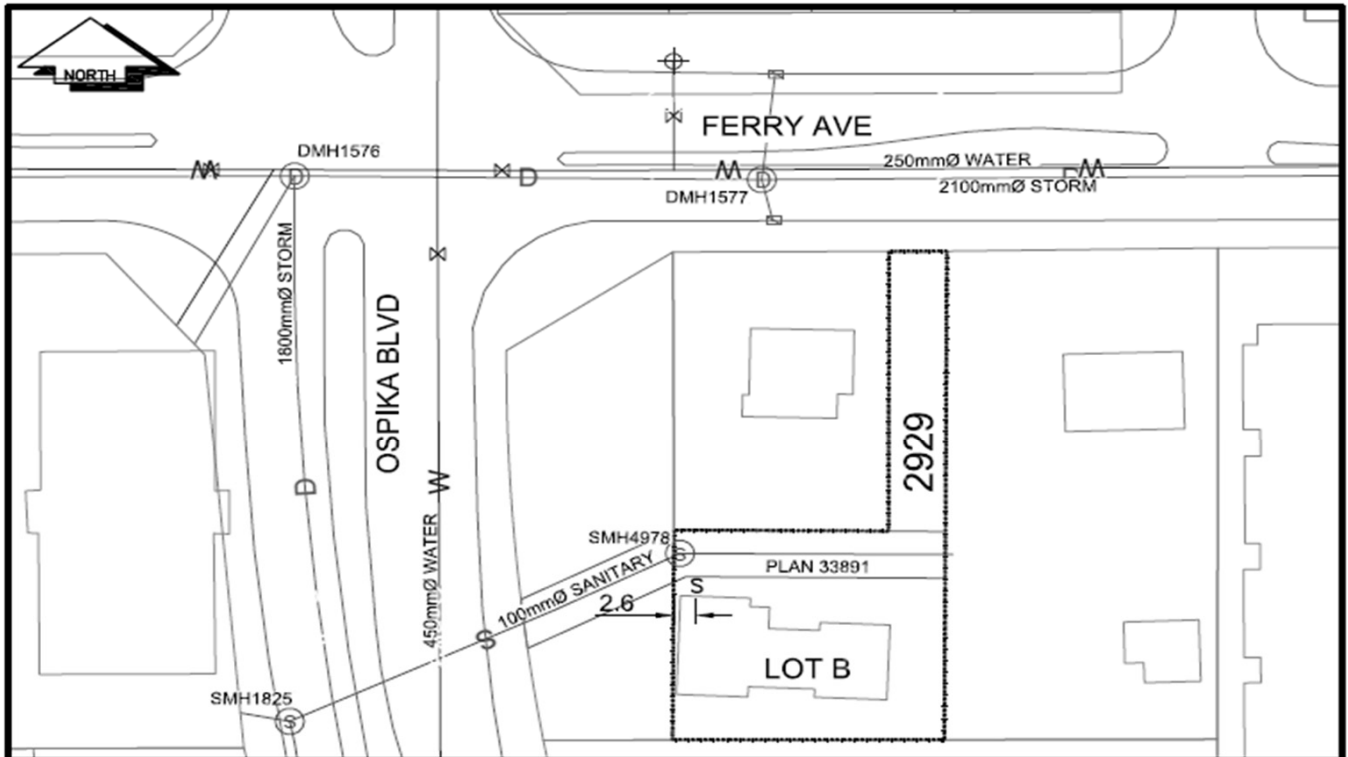 NORTH
FERRY AVE
DMH1576
250mmØ WATER
D
D
D
DMH1577
2100mmØ STORM
1800mmØ STORM
OSPIKA BLVD
2929
D
W
SMH4978
S
PLAN 33891
100mmØ SANITARY
450mmØ WATER
S
2.6
S
LOT B
SMH1825
S